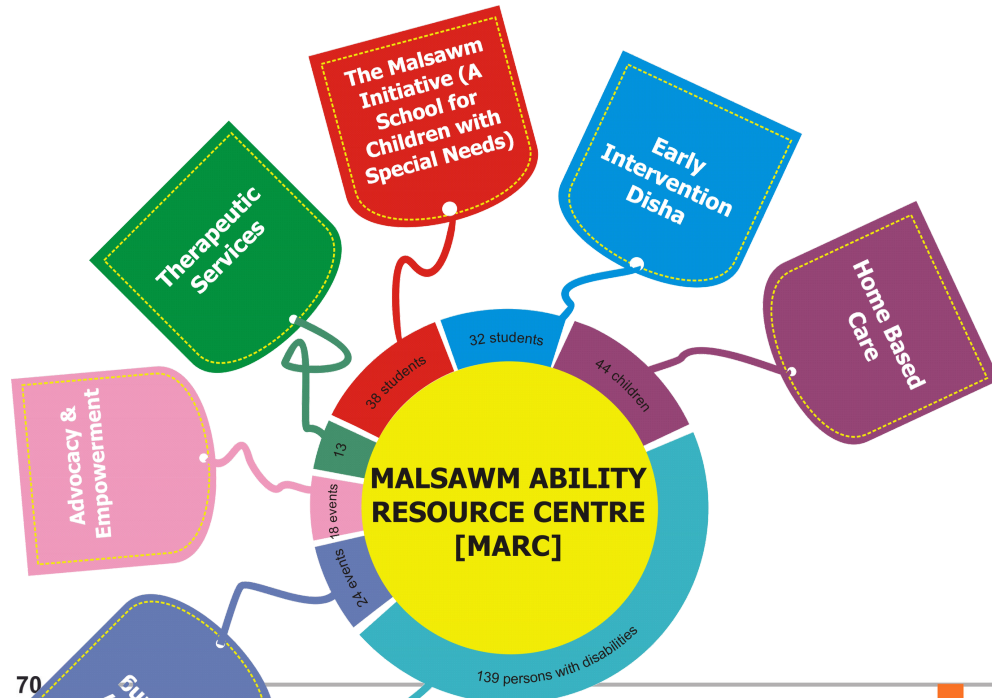 The Malsawm
Initiative (A
School for
Children with
Special Needs)
Early
Intervention
Disha
Therapeutic
Services
Home Based
Care
Advocacy &
Empowerment
32 students
38 students
44 children
13
18 events
24 events
MALSAWM ABILITY
RESOURCE CENTRE
[MARC]
139 persons with disabilities
70